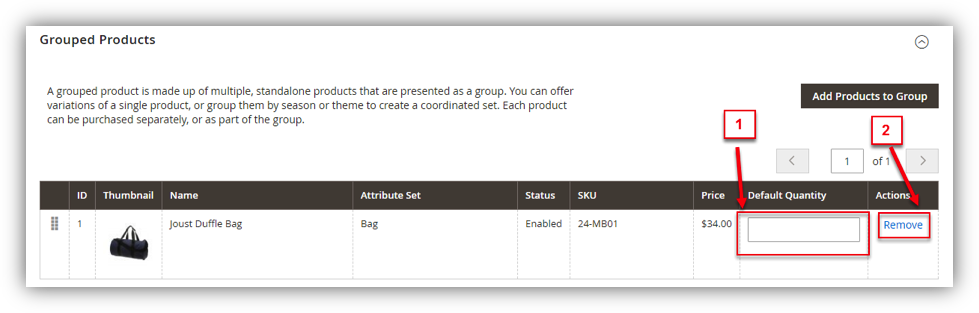 Grouped Products
A grouped product is made up of multiple, standalone products that are presented as a group. You can offer
variations of a single product, or group them by season or theme to create a coordinated set. Each product
can be purchased separately, or as part of the group.
Add Products to Group
1
2
1 of 1
ID Thumbnail Name Attribute Set Status SKU Price Default Quantity Actions
1 Joust Duffle Bag Bag Enabled 24-MB01 $34.00 Remove